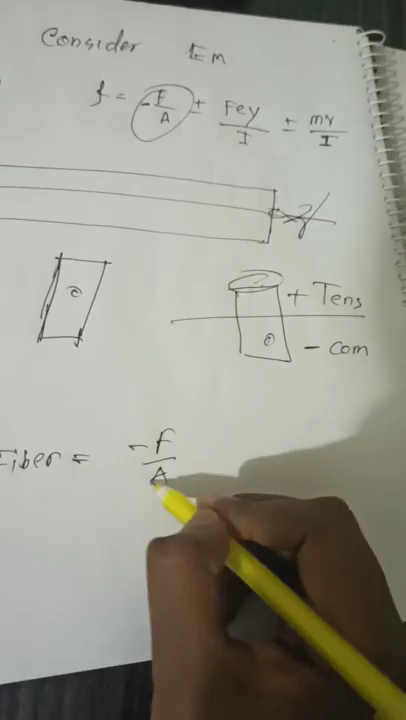 Consider Em
f = -F/A ± Fey/I ± my/I
+ Tens
- com
Fiber = -F/A